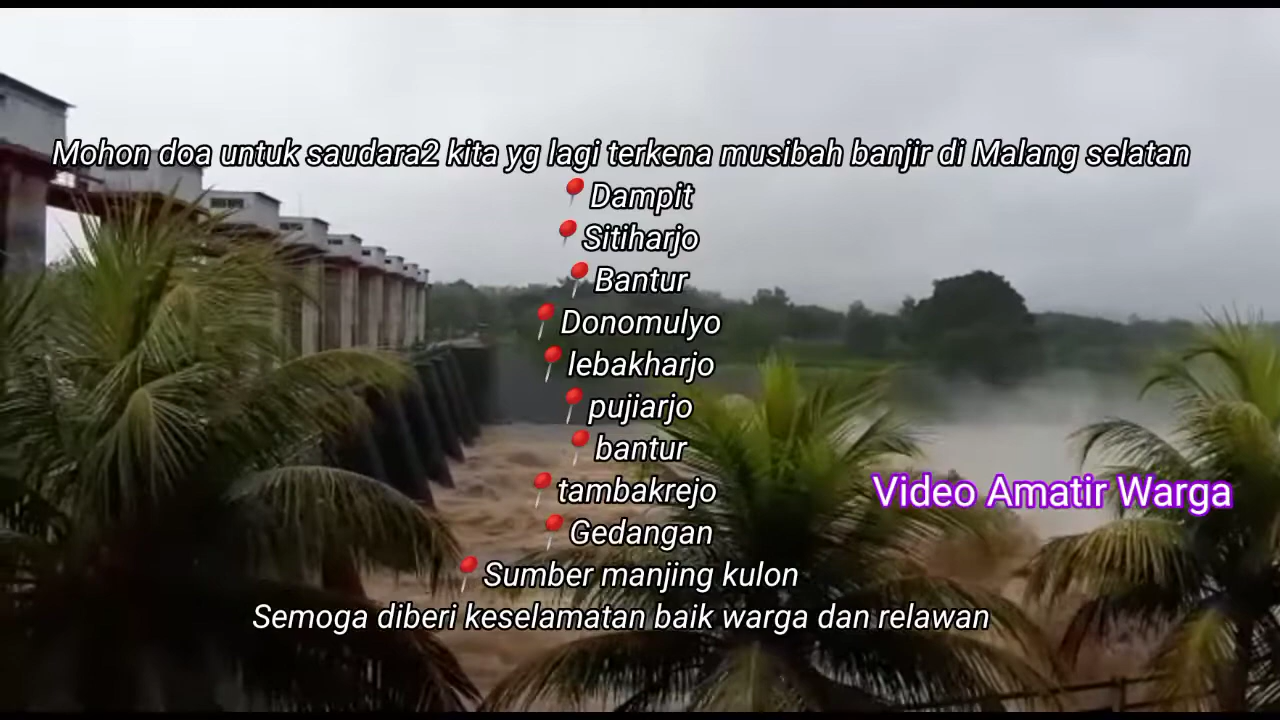 Mohon doa untuk saudara2 kita yg lagi terkena musibah banjir di Malang selatan
📍Dampit
📍Sitiharjo
📍Bantur
📍Donomulyo
📍lebakharjo
📍pujiarjo
📍bantur
📍tambakrejo
📍Gedangan
📍Sumber manjing kulon
Semoga diberi keselamatan baik warga dan relawan
Video Amatir Warga